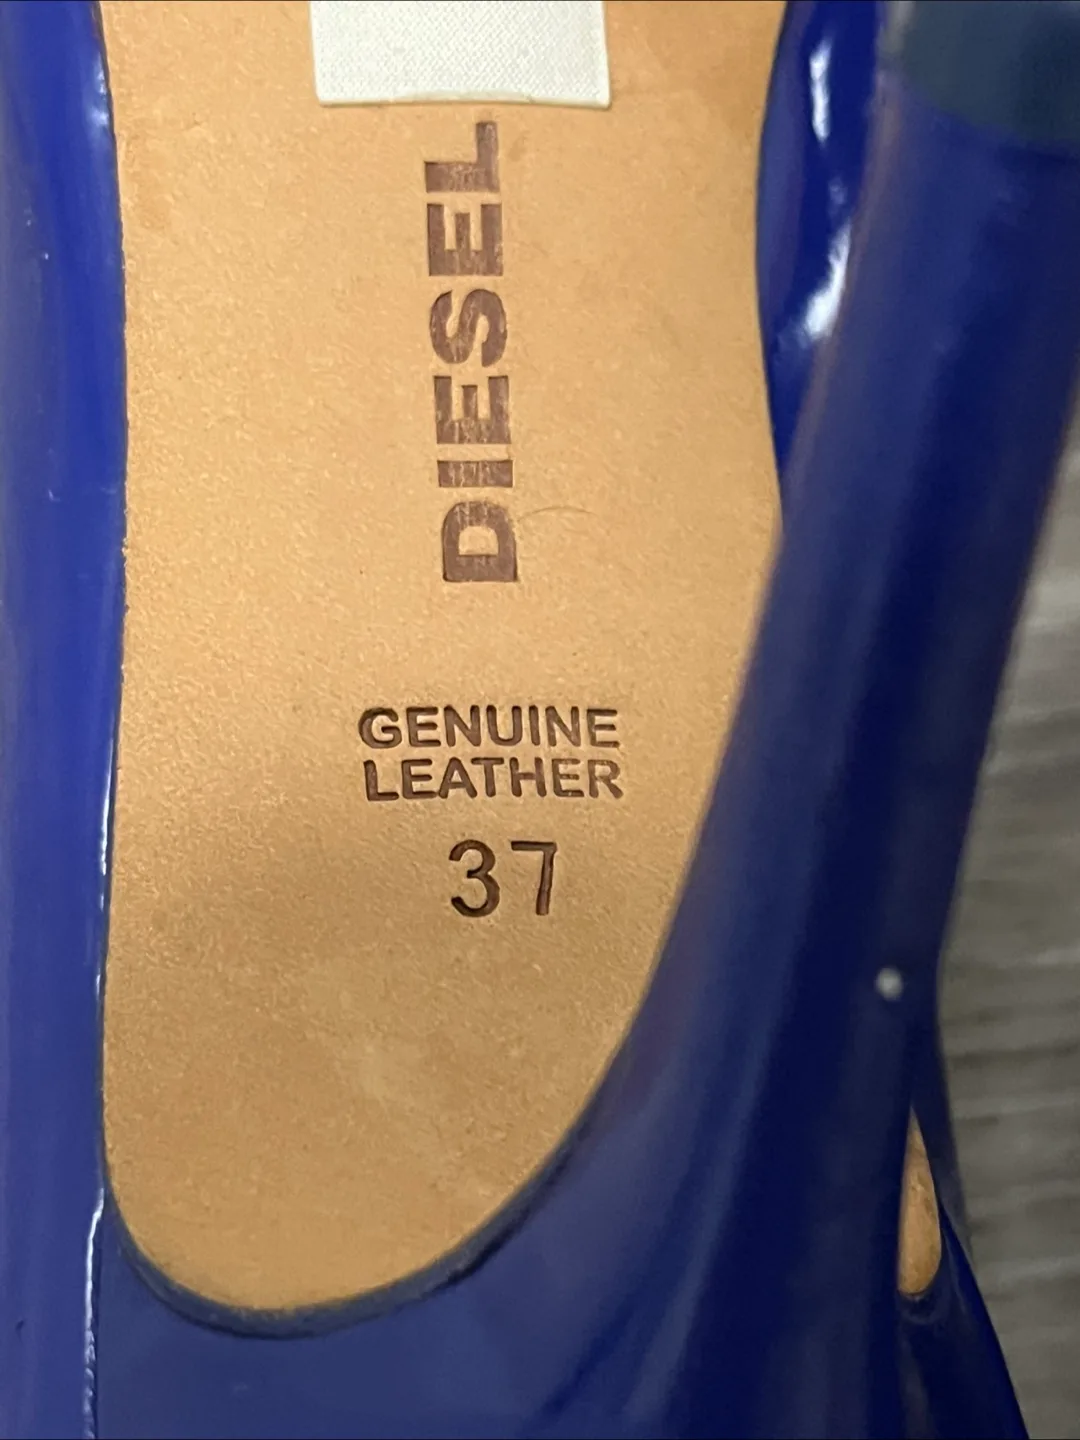 DIESEL
GENUINE
LEATHER
37